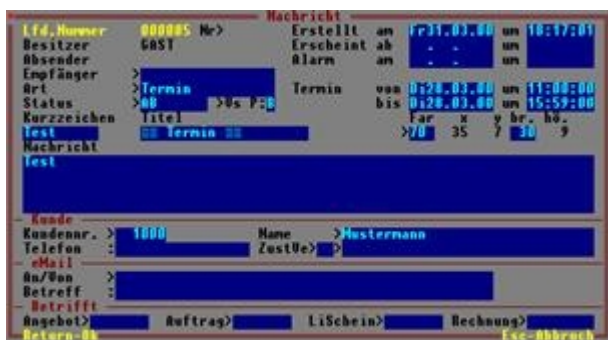 Nachricht
Lfd.Nummer 000005 Nr> Erstellt am Fr31.03.00 um 18:17:01
Besitzer GAST Erscheint ab . . um
Absender Alarm am . . um
Empfänger >
Art >Termin Termin von Di28.03.00 um 11:00:00
Status >AB >Vs P: bis Di28.03.00 um 15:59:00
Kurzzeichen Titel Far x y br. hö.
Test Termin >70 35 7 30 9
Nachricht
Test
Kunde
Kundennr. > 1000 Name >Mustermann
Telefon : ZustVe> >
eMail
An/Von >
Betreff :
Betrifft
Angebot> Auftrag> LiSchein> Rechnung>
Return-Ok Esc-Abbruch